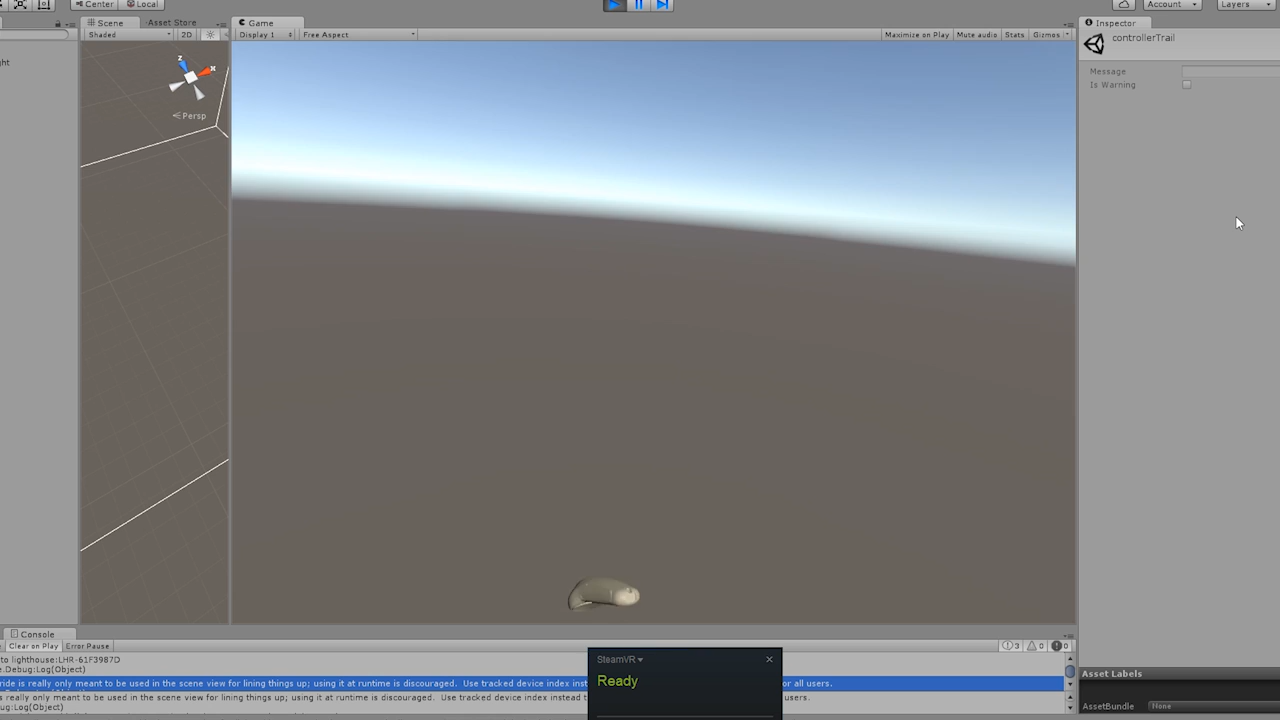 Center Local Account Layers
Scene Asset Store Game Inspector
Shaded 2D Display 1 Free Aspect Maximize on Play Mute audio Stats Gizmos controllerTrail
ght
z
x
Persp
Message
Is Warning
Console
Clear on Play Error Pause 3 0 0
to lighthouse:LHR-61F3987D
e.Debug:Log(Object)
ride is really only meant to be used in the scene view for lining things up; using it at runtime is discouraged. Use tracked device index inst or all users.
s really only meant to be used in the scene view for lining things up; using it at runtime is discouraged. Use tracked device index instead t users.
bug:Log(Object)
SteamVR
Ready
Asset Labels
AssetBundle None